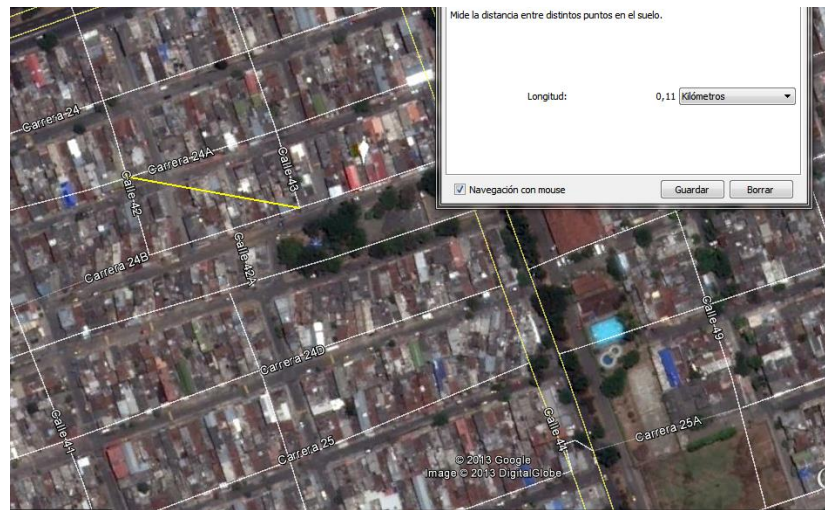 Mide la distancia entre distintos puntos en el suelo.
Longitud: 0,11 Kilómetros
Navegación con mouse Guardar Borrar
Carrera 24
Carrera 24A
Calle 43
Calle 42
Calle 42A
Carrera 24B
Calle 49
Carrera 24D
Calle 41
Calle 44
Carrera 25A
Carrera 25
© 2013 Google
Image © 2013 DigitalGlobe